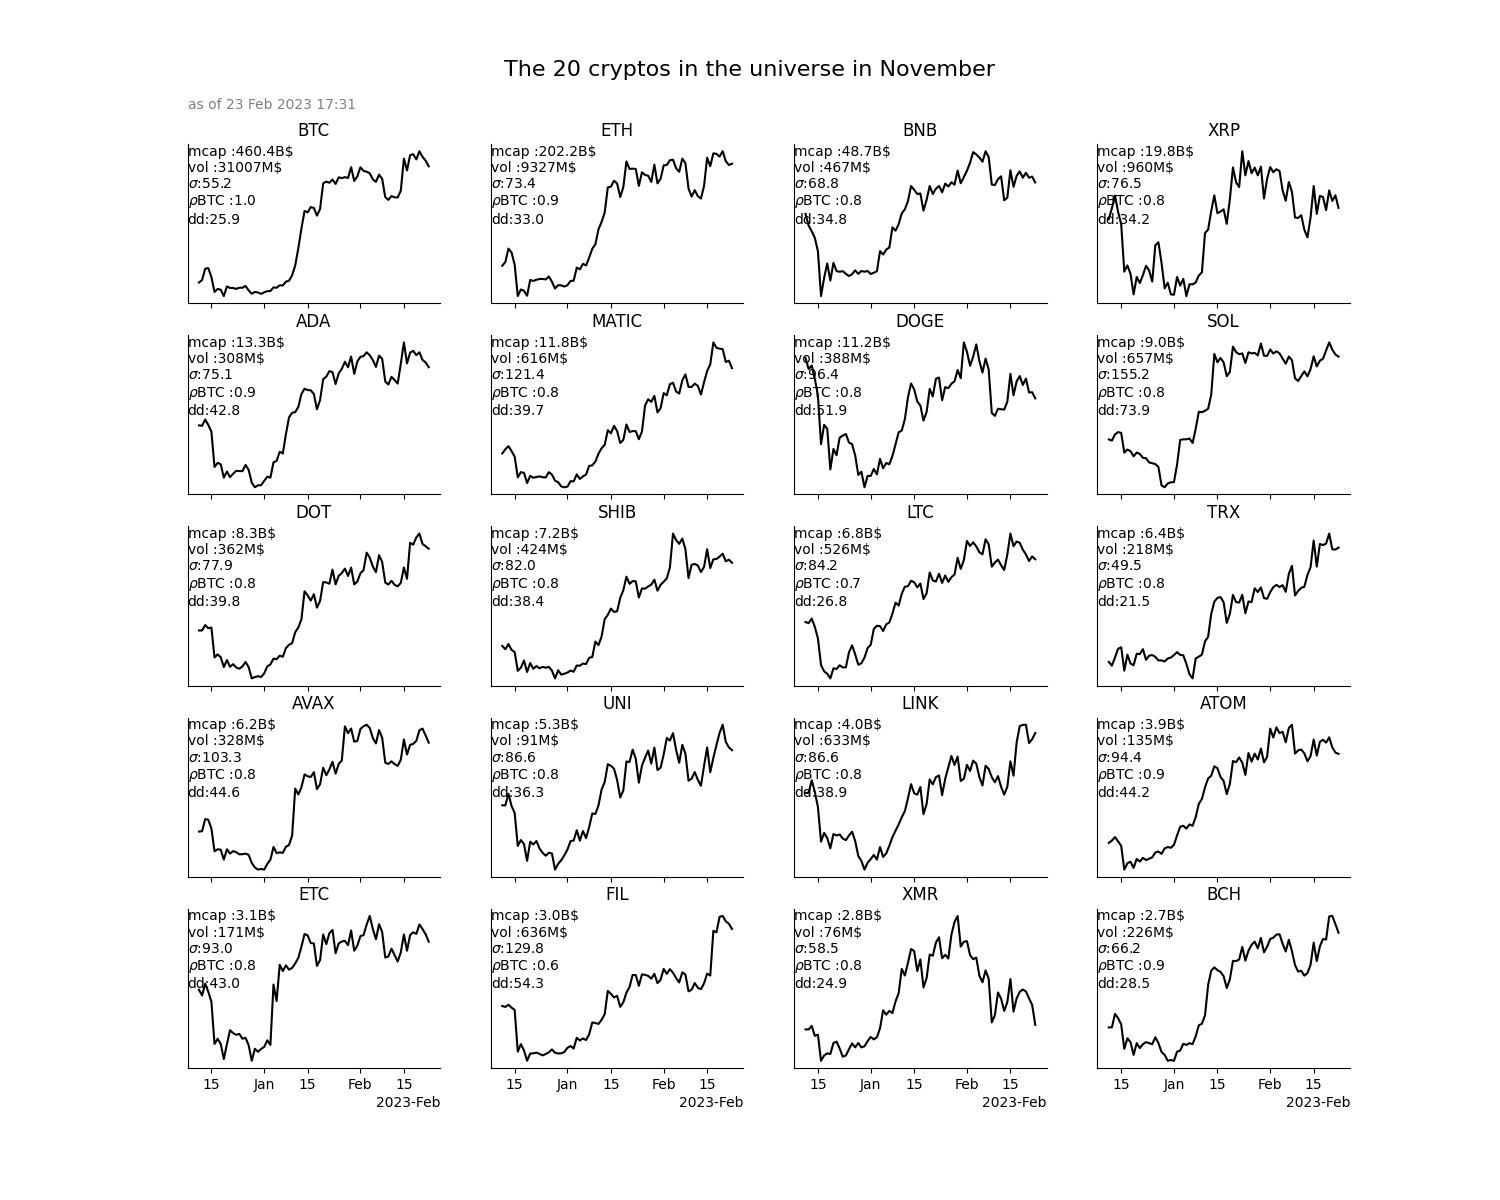 The 20 cryptos in the universe in November
as of 23 Feb 2023 17:31
BTC
mcap :460.4B$
vol :31007M$
σ:55.2
ρBTC :1.0
dd:25.9
ETH
mcap :202.2B$
vol :9327M$
σ:73.4
ρBTC :0.9
dd:33.0
BNB
mcap :48.7B$
vol :467M$
σ:68.8
ρBTC :0.8
dd:34.8
XRP
mcap :19.8B$
vol :960M$
σ:76.5
ρBTC :0.8
dd:34.2
ADA
mcap :13.3B$
vol :308M$
σ:75.1
ρBTC :0.9
dd:42.8
MATIC
mcap :11.8B$
vol :616M$
σ:121.4
ρBTC :0.8
dd:39.7
DOGE
mcap :11.2B$
vol :388M$
σ:96.4
ρBTC :0.8
dd:51.9
SOL
mcap :9.0B$
vol :657M$
σ:155.2
ρBTC :0.8
dd:73.9
DOT
mcap :8.3B$
vol :362M$
σ:77.9
ρBTC :0.8
dd:39.8
SHIB
mcap :7.2B$
vol :424M$
σ:82.0
ρBTC :0.8
dd:38.4
LTC
mcap :6.8B$
vol :526M$
σ:84.2
ρBTC :0.7
dd:26.8
TRX
mcap :6.4B$
vol :218M$
σ:49.5
ρBTC :0.8
dd:21.5
AVAX
mcap :6.2B$
vol :328M$
σ:103.3
ρBTC :0.8
dd:44.6
UNI
mcap :5.3B$
vol :91M$
σ:86.6
ρBTC :0.8
dd:36.3
LINK
mcap :4.0B$
vol :633M$
σ:86.6
ρBTC :0.8
dd:38.9
ATOM
mcap :3.9B$
vol :135M$
σ:94.4
ρBTC :0.9
dd:44.2
ETC
mcap :3.1B$
vol :171M$
σ:93.0
ρBTC :0.8
dd:43.0
15 Jan 15 Feb 15
2023-Feb
FIL
mcap :3.0B$
vol :636M$
σ:129.8
ρBTC :0.6
dd:54.3
15 Jan 15 Feb 15
2023-Feb
XMR
mcap :2.8B$
vol :76M$
σ:58.5
ρBTC :0.8
dd:24.9
15 Jan 15 Feb 15
2023-Feb
BCH
mcap :2.7B$
vol :226M$
σ:66.2
ρBTC :0.9
dd:28.5
15 Jan 15 Feb 15
2023-Feb